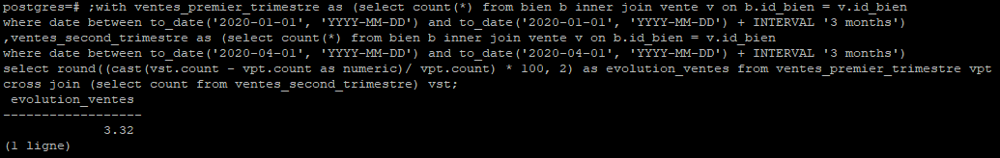 postgres=# ;with ventes_premier_trimestre as (select count(*) from bien b inner join vente v on b.id_bien = v.id_bien
where date between to_date('2020-01-01', 'YYYY-MM-DD') and to_date('2020-01-01', 'YYYY-MM-DD') + INTERVAL '3 months')
,ventes_second_trimestre as (select count(*) from bien b inner join vente v on b.id_bien = v.id_bien
where date between to_date('2020-04-01', 'YYYY-MM-DD') and to_date('2020-04-01', 'YYYY-MM-DD') + INTERVAL '3 months')
select round((cast(vst.count - vpt.count as numeric)/ vpt.count) * 100, 2) as evolution_ventes from ventes_premier_trimestre vpt
cross join (select count from ventes_second_trimestre) vst;
 evolution_ventes
------------------
             3.32
(1 ligne)